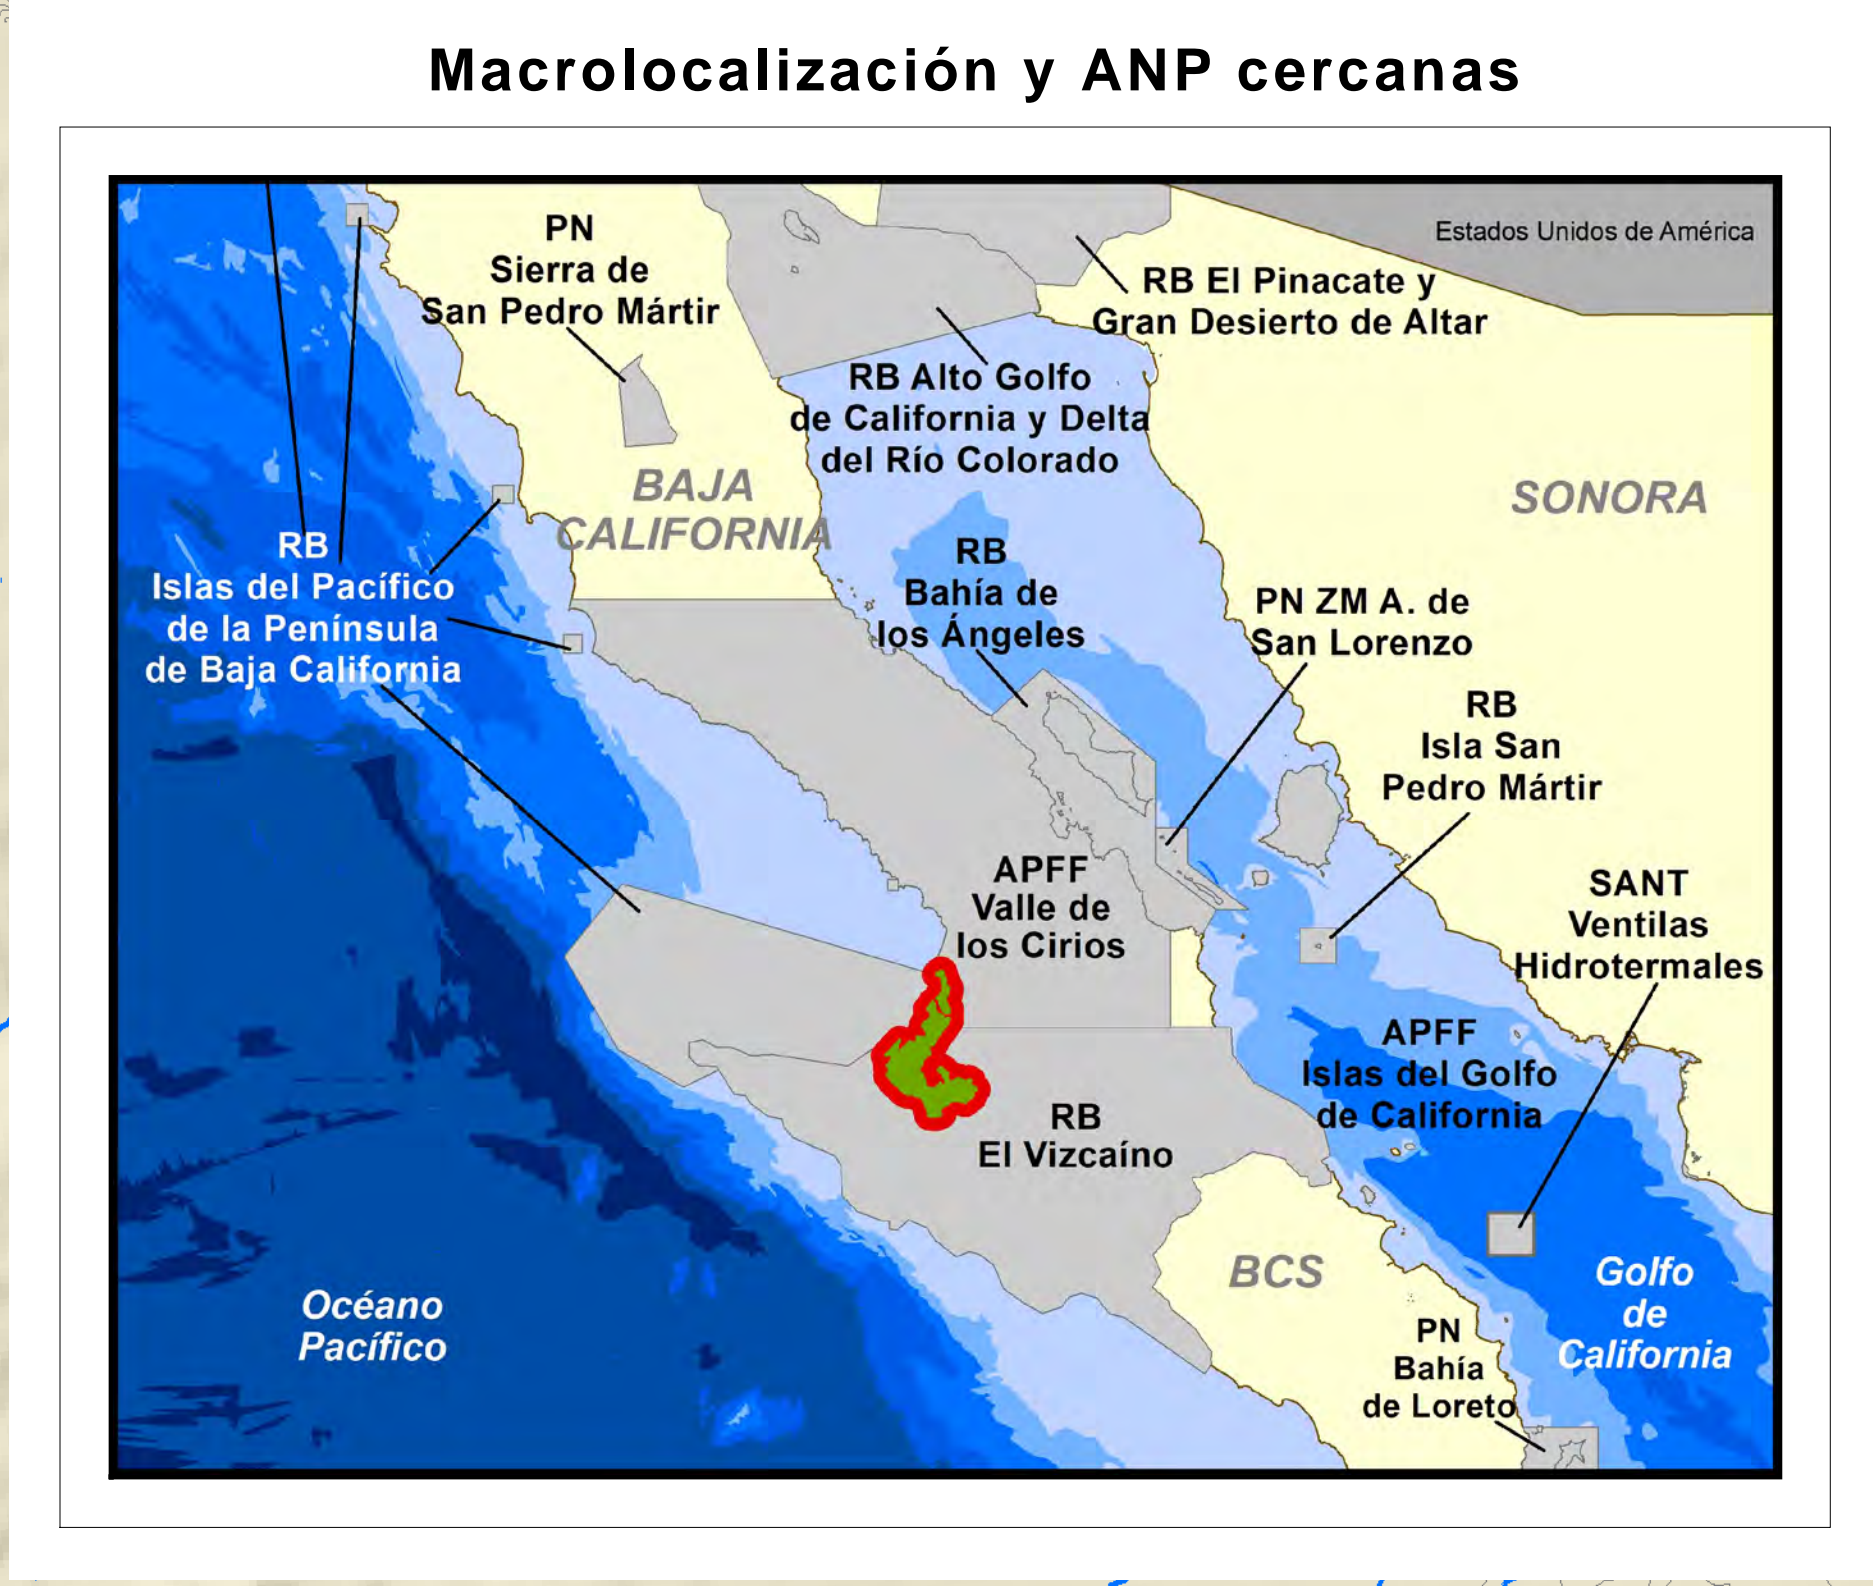 Macrolocalización y ANP cercanas
Estados Unidos de América
PN
Sierra de
San Pedro Mártir
RB El Pinacate y
Gran Desierto de Altar
RB Alto Golfo
de California y Delta
del Río Colorado
BAJA
CALIFORNIA
SONORA
RB
Islas del Pacífico
de la Península
de Baja California
RB
Bahía de
los Ángeles
PN ZM A. de
San Lorenzo
RB
Isla San
Pedro Mártir
APFF
Valle de
los Cirios
SANT
Ventilas
Hidrotermales
APFF
Islas del Golfo
de California
RB
El Vizcaíno
BCS
Golfo
de
California
Océano
Pacífico
PN
Bahía
de Loreto